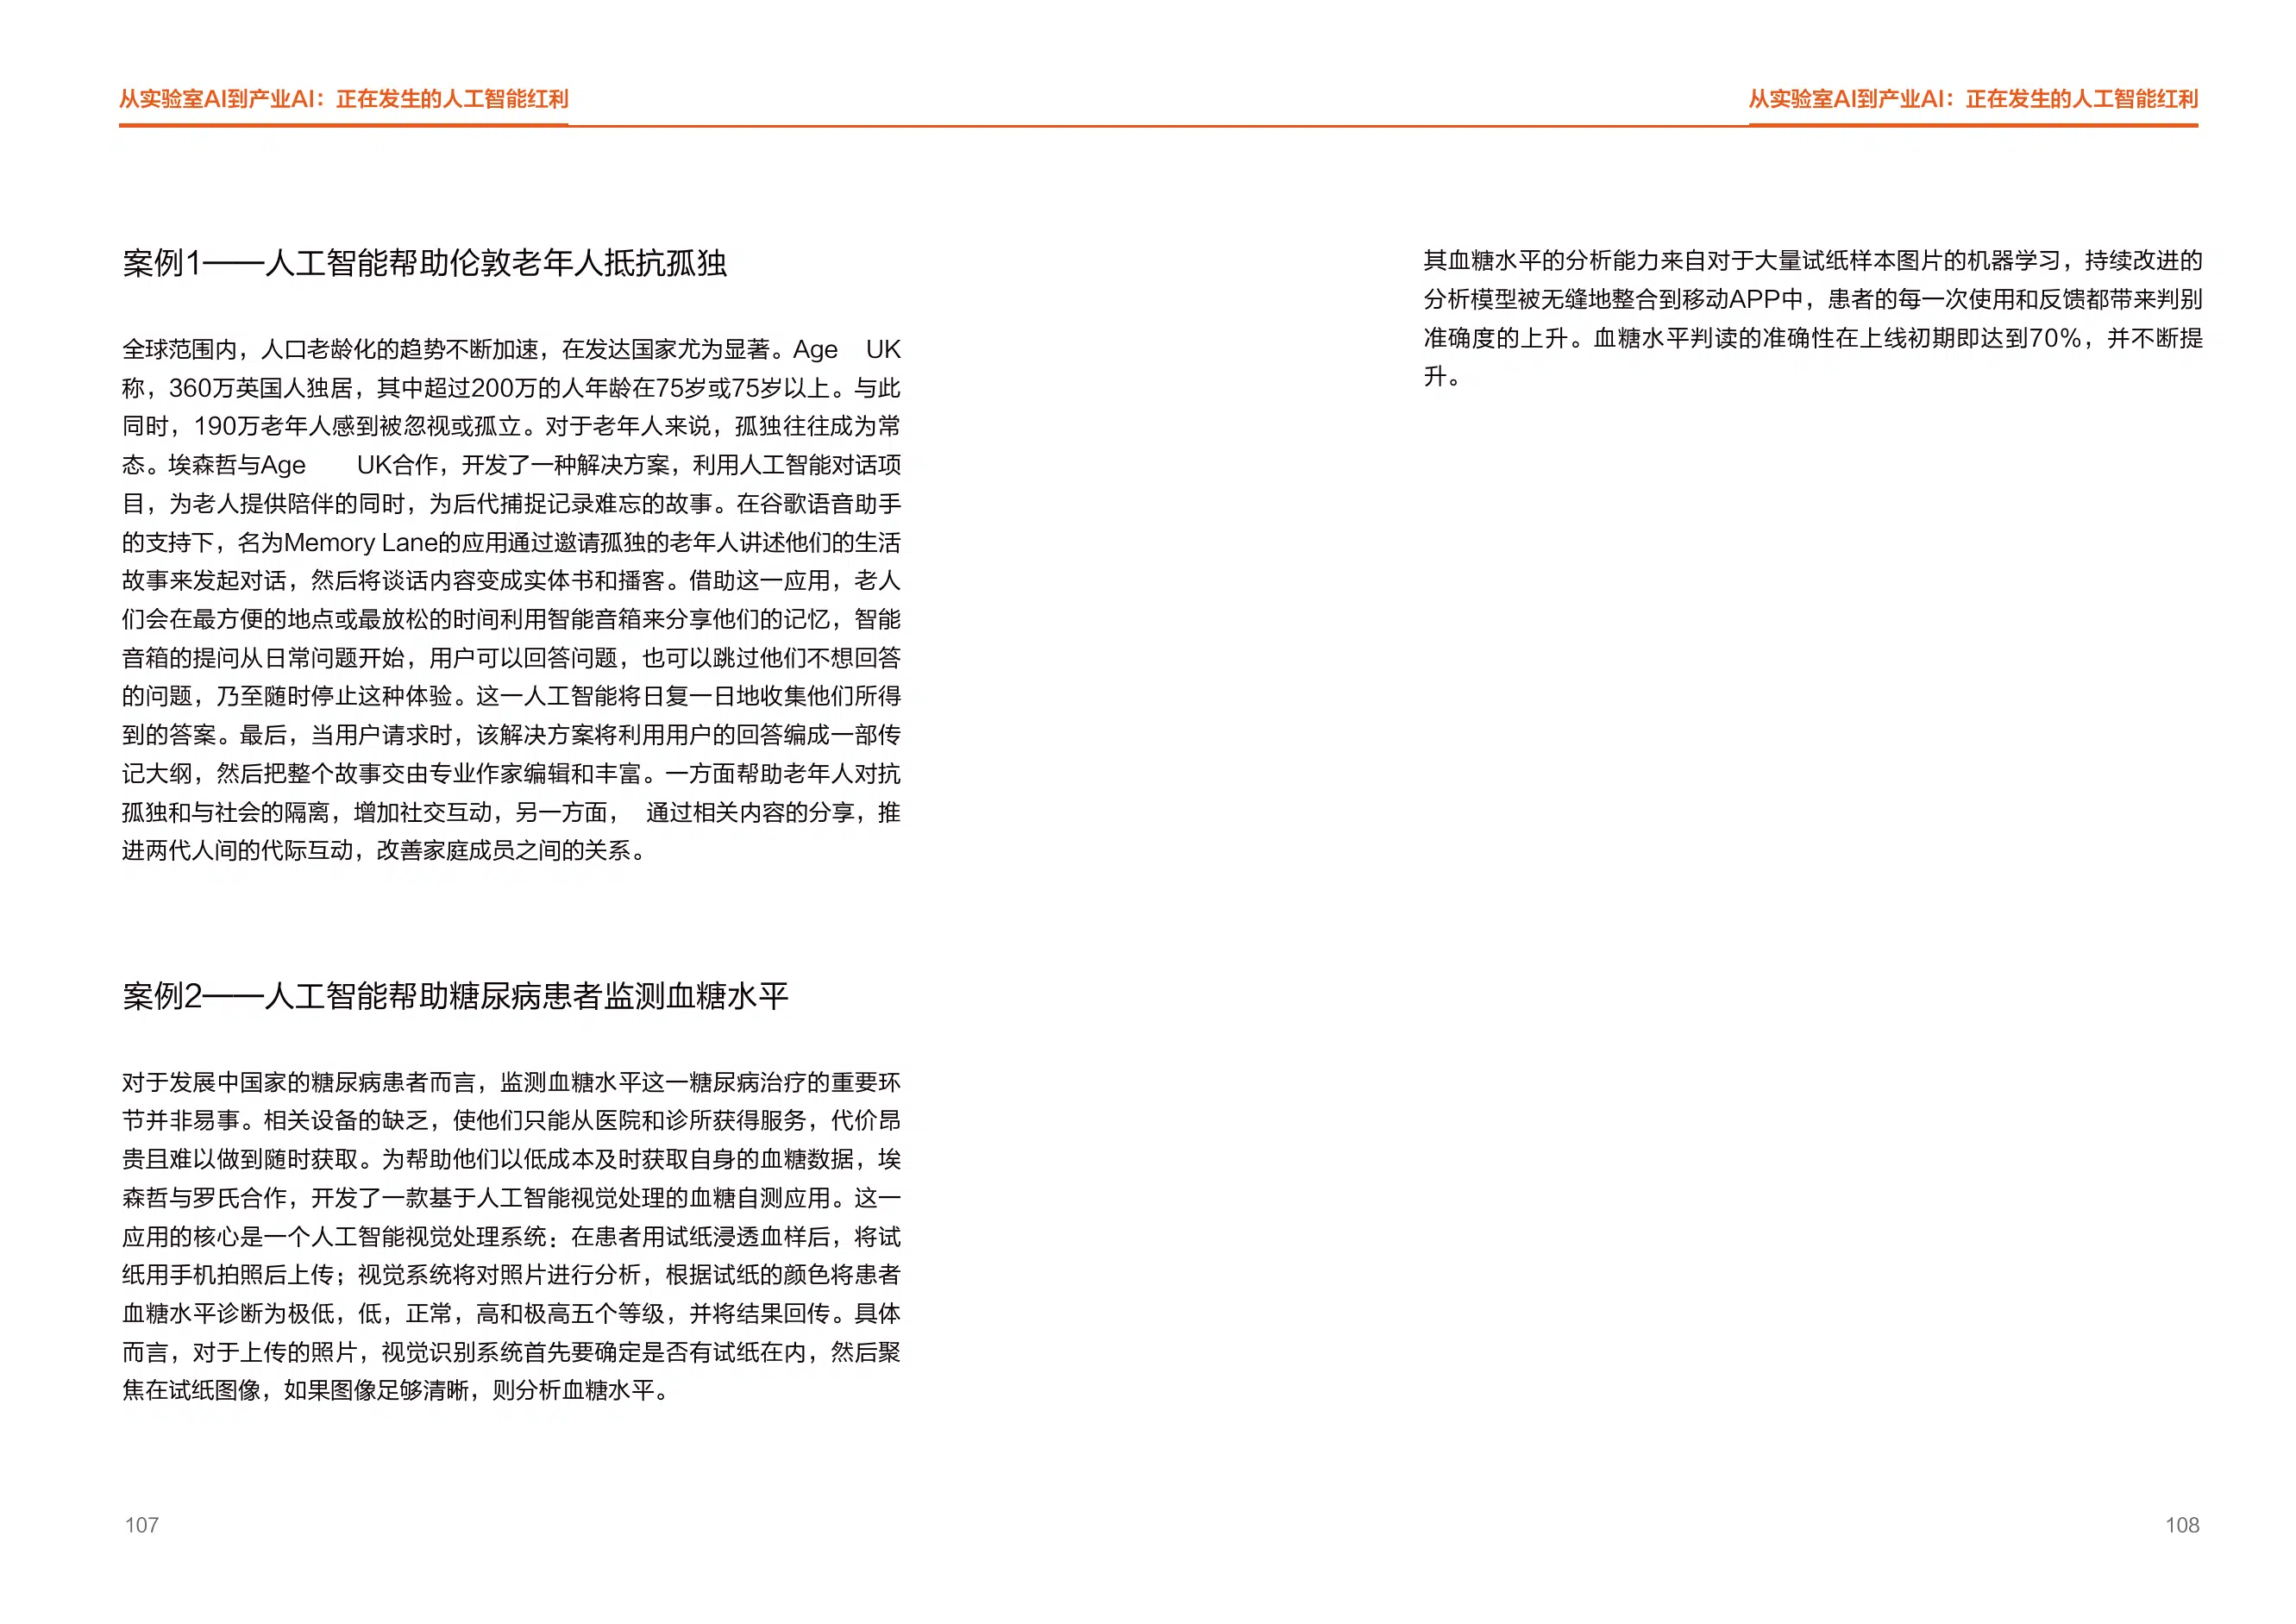 从实验室AI到产业AI：正在发生的人工智能红利
从实验室AI到产业AI：正在发生的人工智能红利
案例1——人工智能帮助伦敦老年人抵抗孤独
全球范围内，人口老龄化的趋势不断加速，在发达国家尤为显著。Age UK
称，360万英国人独居，其中超过200万的人年龄在75岁或75岁以上。与此
同时，190万老年人感到被忽视或孤立。对于老年人来说，孤独往往成为常
态。埃森哲与Age UK合作，开发了一种解决方案，利用人工智能对话项
目，为老人提供陪伴的同时，为后代捕捉记录难忘的故事。在谷歌语音助手
的支持下，名为Memory Lane的应用通过邀请孤独的老年人讲述他们的生活
故事来发起对话，然后将谈话内容变成实体书和播客。借助这一应用，老人
们会在最方便的地点或最放松的时间利用智能音箱来分享他们的记忆，智能
音箱的提问从日常问题开始，用户可以回答问题，也可以跳过他们不想回答
的问题，乃至随时停止这种体验。这一人工智能将日复一日地收集他们所得
到的答案。最后，当用户请求时，该解决方案将利用用户的回答编成一部传
记大纲，然后把整个故事交由专业作家编辑和丰富。一方面帮助老年人对抗
孤独和与社会的隔离，增加社交互动，另一方面， 通过相关内容的分享，推
进两代人间的代际互动，改善家庭成员之间的关系。
案例2——人工智能帮助糖尿病患者监测血糖水平
对于发展中国家的糖尿病患者而言，监测血糖水平这一糖尿病治疗的重要环
节并非易事。相关设备的缺乏，使他们只能从医院和诊所获得服务，代价昂
贵且难以做到随时获取。为帮助他们以低成本及时获取自身的血糖数据，埃
森哲与罗氏合作，开发了一款基于人工智能视觉处理的血糖自测应用。这一
应用的核心是一个人工智能视觉处理系统：在患者用试纸浸透血样后，将试
纸用手机拍照后上传；视觉系统将对照片进行分析，根据试纸的颜色将患者
血糖水平诊断为极低，低，正常，高和极高五个等级，并将结果回传。具体
而言，对于上传的照片，视觉识别系统首先要确定是否有试纸在内，然后聚
焦在试纸图像，如果图像足够清晰，则分析血糖水平。
其血糖水平的分析能力来自对于大量试纸样本图片的机器学习，持续改进的
分析模型被无缝地整合到移动APP中，患者的每一次使用和反馈都带来判别
准确度的上升。血糖水平判读的准确性在上线初期即达到70%，并不断提
升。
107
108